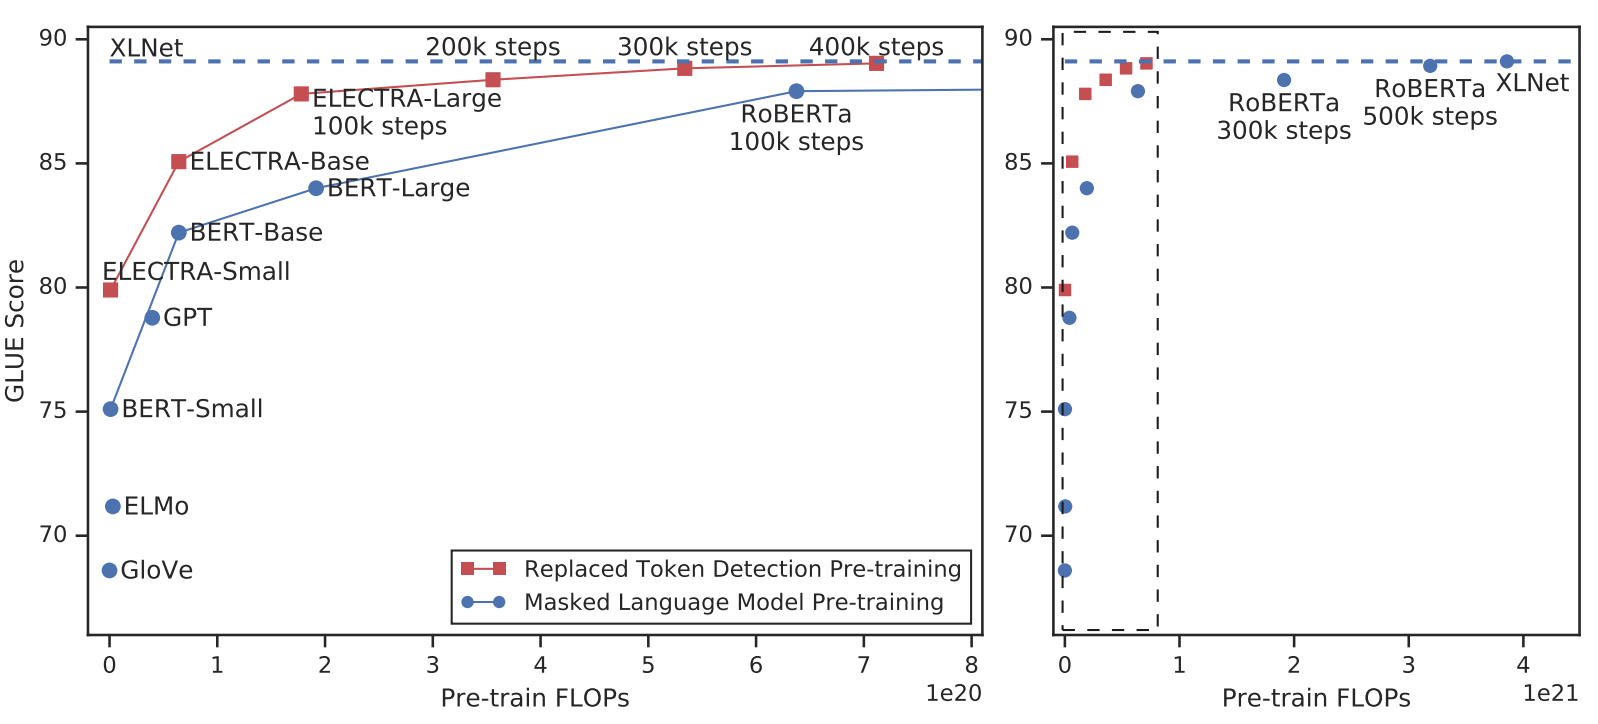 90
85
80
75
70
GLUE Score
XLNet
200k steps
300k steps
400k steps
ELECTRA-Large
100k steps
RoBERTa
100k steps
ELECTRA-Base
BERT-Large
BERT-Base
ELECTRA-Small
GPT
BERT-Small
ELMo
GloVe
Replaced Token Detection Pre-training
Masked Language Model Pre-training
0 1 2 3 4 5 6 7 8
1e20
Pre-train FLOPs
90
85
80
75
70
RoBERTa
300k steps
RoBERTa
500k steps
XLNet
0 1 2 3 4
1e21
Pre-train FLOPs